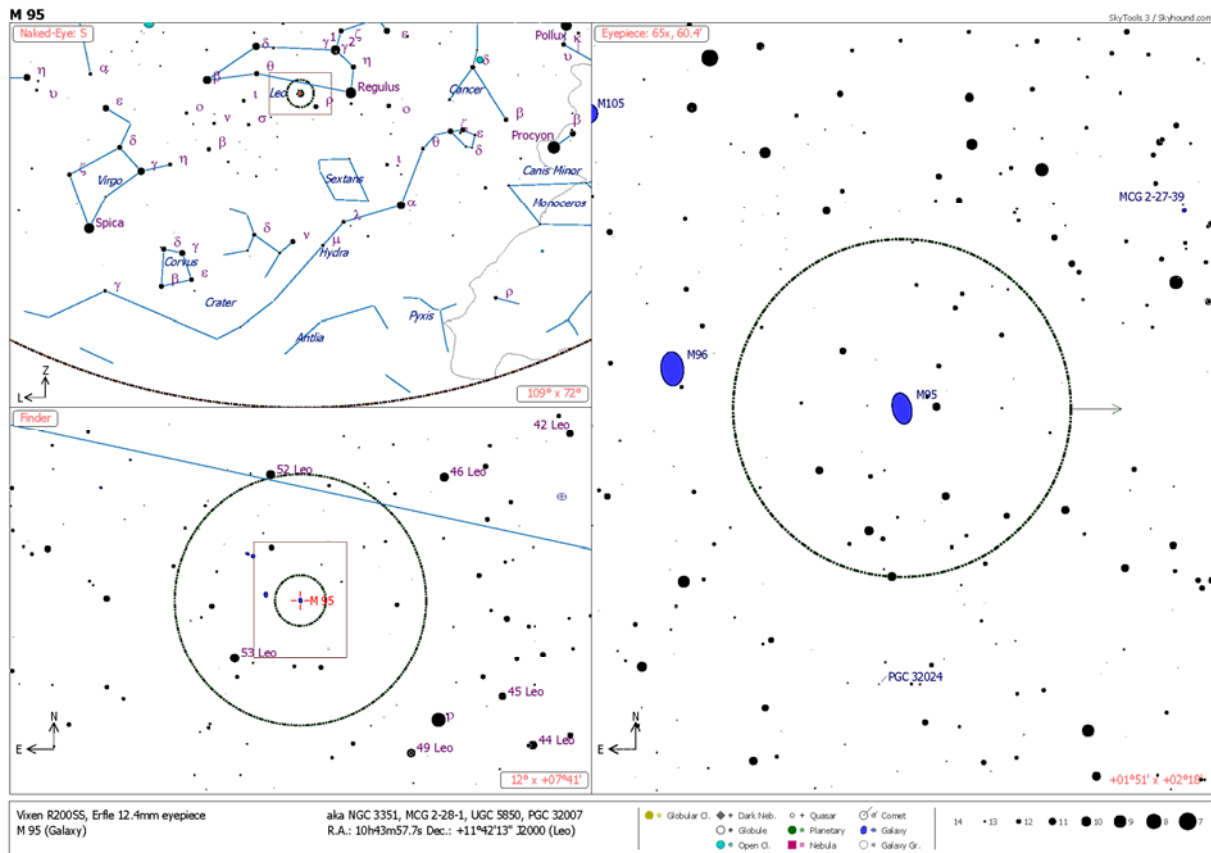 M 95
SkyTools 3 / Skyhound.com
Naked-Eye: S
δ
γ1
γ2
ζ
ε
Pollux
κ
υ
η
υ
α
β
θ
η
δ
ι
Leo
ρ
Regulus
Cancer
ε
ο
ν
σ
ο
β
ζ
β
δ
β
θ
ε
δ
Procyon
ζ
γ
η
ι
Virgo
Sextans
Canis Minor
Monoceros
α
Spica
λ
δ
ν
μ
δ
γ
Hydra
Corvus
β
ε
γ
Crater
ρ
Pyxis
Antlia
Z
L
109° x 72°
Finder
42 Leo
52 Leo
46 Leo
M 95
53 Leo
45 Leo
ρ
49 Leo
44 Leo
N
E
12° x +07°41'
Eyepiece: 65x, 60.4'
M105
MCG 2-27-39
M96
M95
PGC 32024
N
E
+01°51' x +02°18'
Vixen R200SS, Erfle 12.4mm eyepiece
M 95 (Galaxy)
aka NGC 3351, MCG 2-28-1, UGC 5850, PGC 32007
R.A.: 10h43m57.7s Dec.: +11°42'13" J2000 (Leo)
Globular Cl. Dark Neb. Quasar Comet
Globule Planetary Galaxy
Open Cl. Nebula Galaxy Gr.
14 13 12 11 10 9 8 7